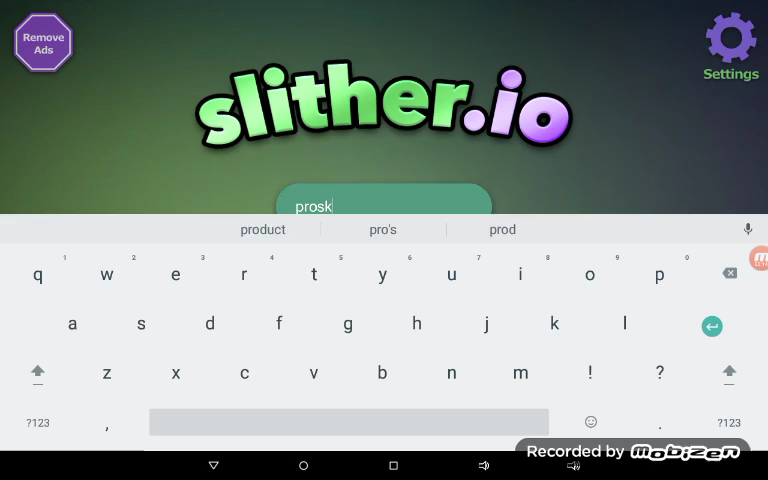 Remove
Ads
slither.io
Settings
prosk
product pro's prod
1 2 3 4 5 6 7 8 9 0
q w e r t y u i o p
a s d f g h j k l
z x c v b n m ! ?
?123 , . ?123
Recorded by mobizen